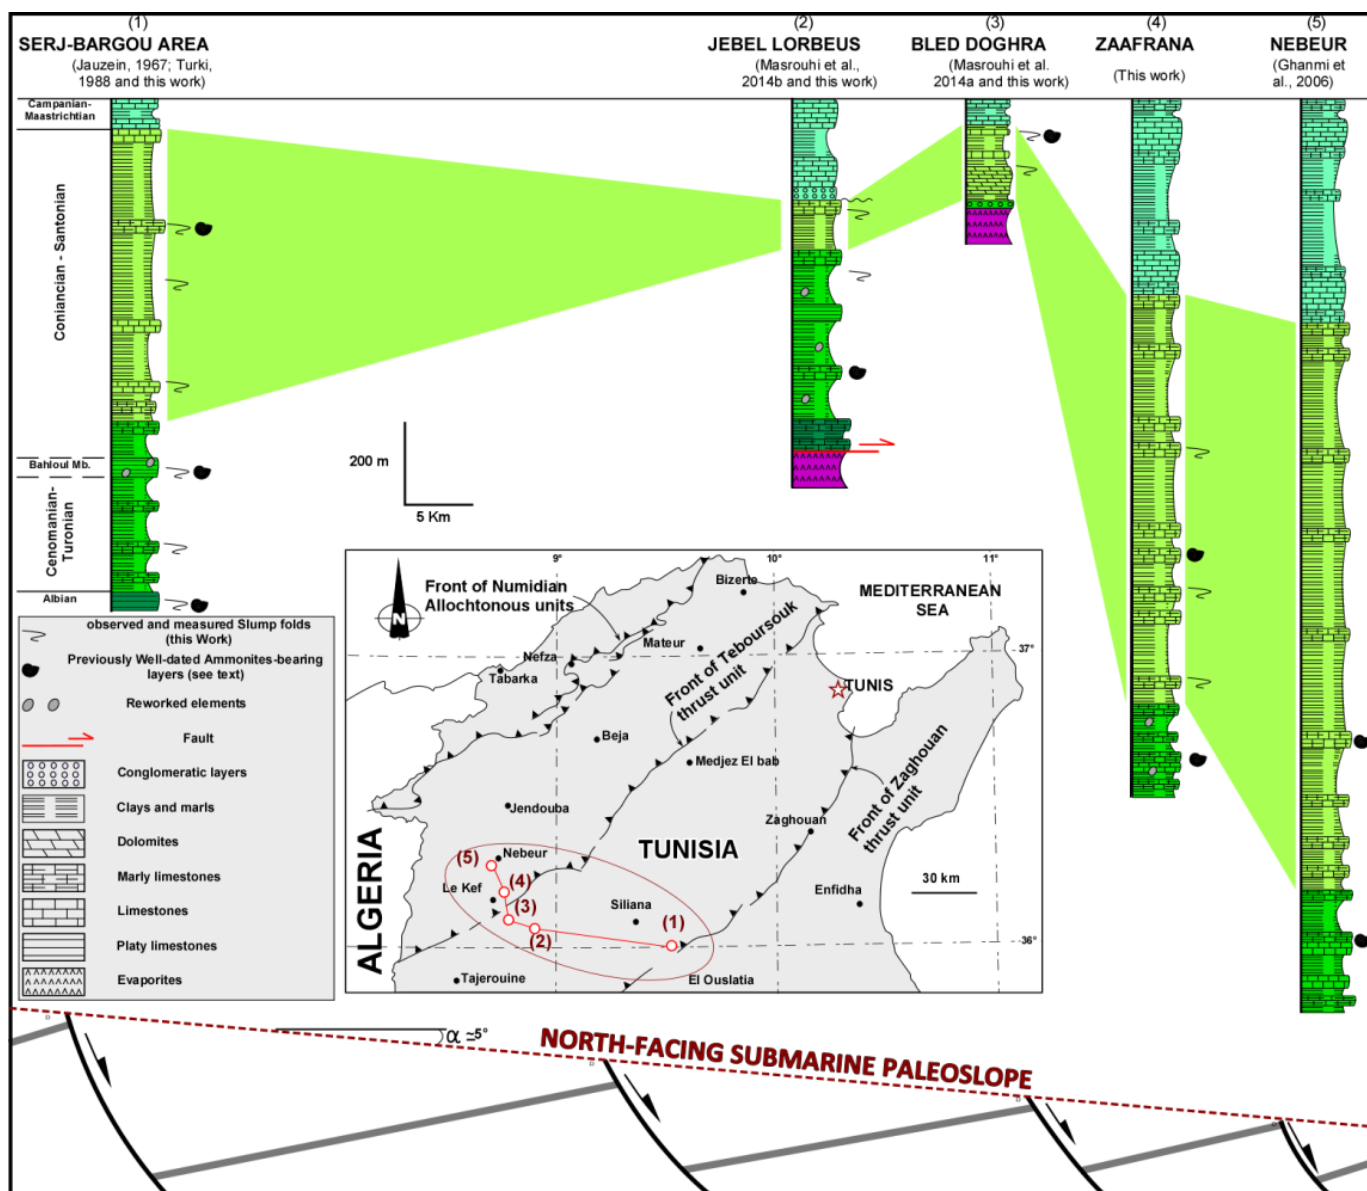 (1)
SERJ-BARGOU AREA
(Jauzein, 1967; Turki,
1988 and this work)
(2)
JEBEL LORBEUS
(Masrouhi et al.,
2014b and this work)
(3)
BLED DOGHRA
(Masrouhi et al.
2014a and this work)
(4)
ZAAFRANA
(This work)
(5)
NEBEUR
(Ghanmi et
al., 2006)
Campanian-
Maastrichtian
Coniancian - Santonian
Bahloul Mb.
Cenomanian-
Turonian
Albian
200 m
5 Km
observed and measured Slump folds
(this Work)
Previously Well-dated Ammonites-bearing
layers (see text)
Reworked elements
Fault
Conglomeratic layers
Clays and marls
Dolomites
Marly limestones
Limestones
Platy limestones
Evaporites
9°
10°
11°
Front of Numidian
Allochtonous units
N
Bizerte
MEDITERRANEAN
SEA
Mateur
Nefza
Tabarka
37°
Front of Teboursouk
thrust unit
TUNIS
Beja
Medjez El bab
Jendouba
Zaghouan
Front of Zaghouan
thrust unit
ALGERIA
TUNISIA
Nebeur
(5)
(4)
Le Kef
(3)
(2)
Siliana
(1)
Enfidha
30 km
36°
Tajerouine
El Ouslatia
α ≃5°
NORTH-FACING SUBMARINE PALEOSLOPE